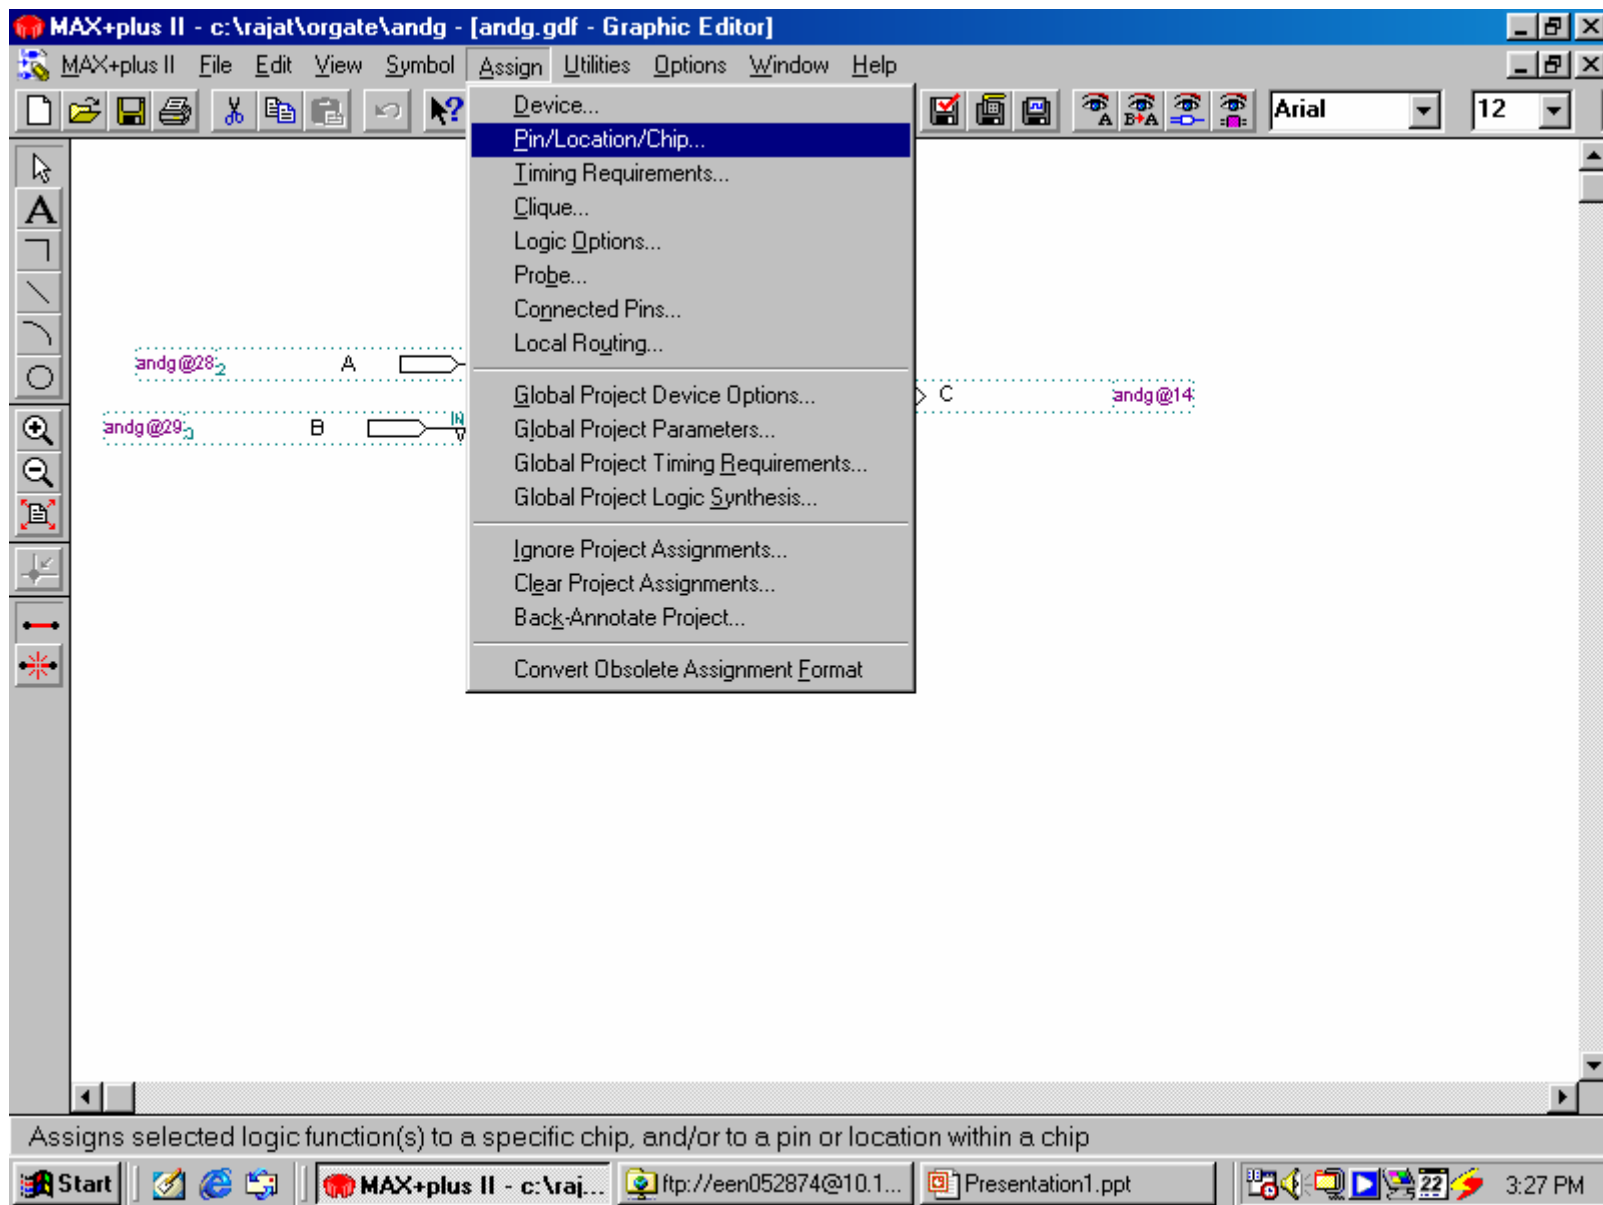 MAX+plus II - c:\rajat\orgate\andg - [andg.gdf - Graphic Editor]
MAX+plus II File Edit View Symbol Assign Utilities Options Window Help
Arial 12
Device...
Pin/Location/Chip...
Timing Requirements...
Clique...
Logic Options...
Probe...
Connected Pins...
Local Routing...
Global Project Device Options...
Global Project Parameters...
Global Project Timing Requirements...
Global Project Logic Synthesis...
Ignore Project Assignments...
Clear Project Assignments...
Back-Annotate Project...
Convert Obsolete Assignment Format
andg@28 A
andg@29 B
C andg@14
Assigns selected logic function(s) to a specific chip, and/or to a pin or location within a chip
Start MAX+plus II - c:\raj... ftp://een052874@10.1... Presentation1.ppt 22 3:27 PM